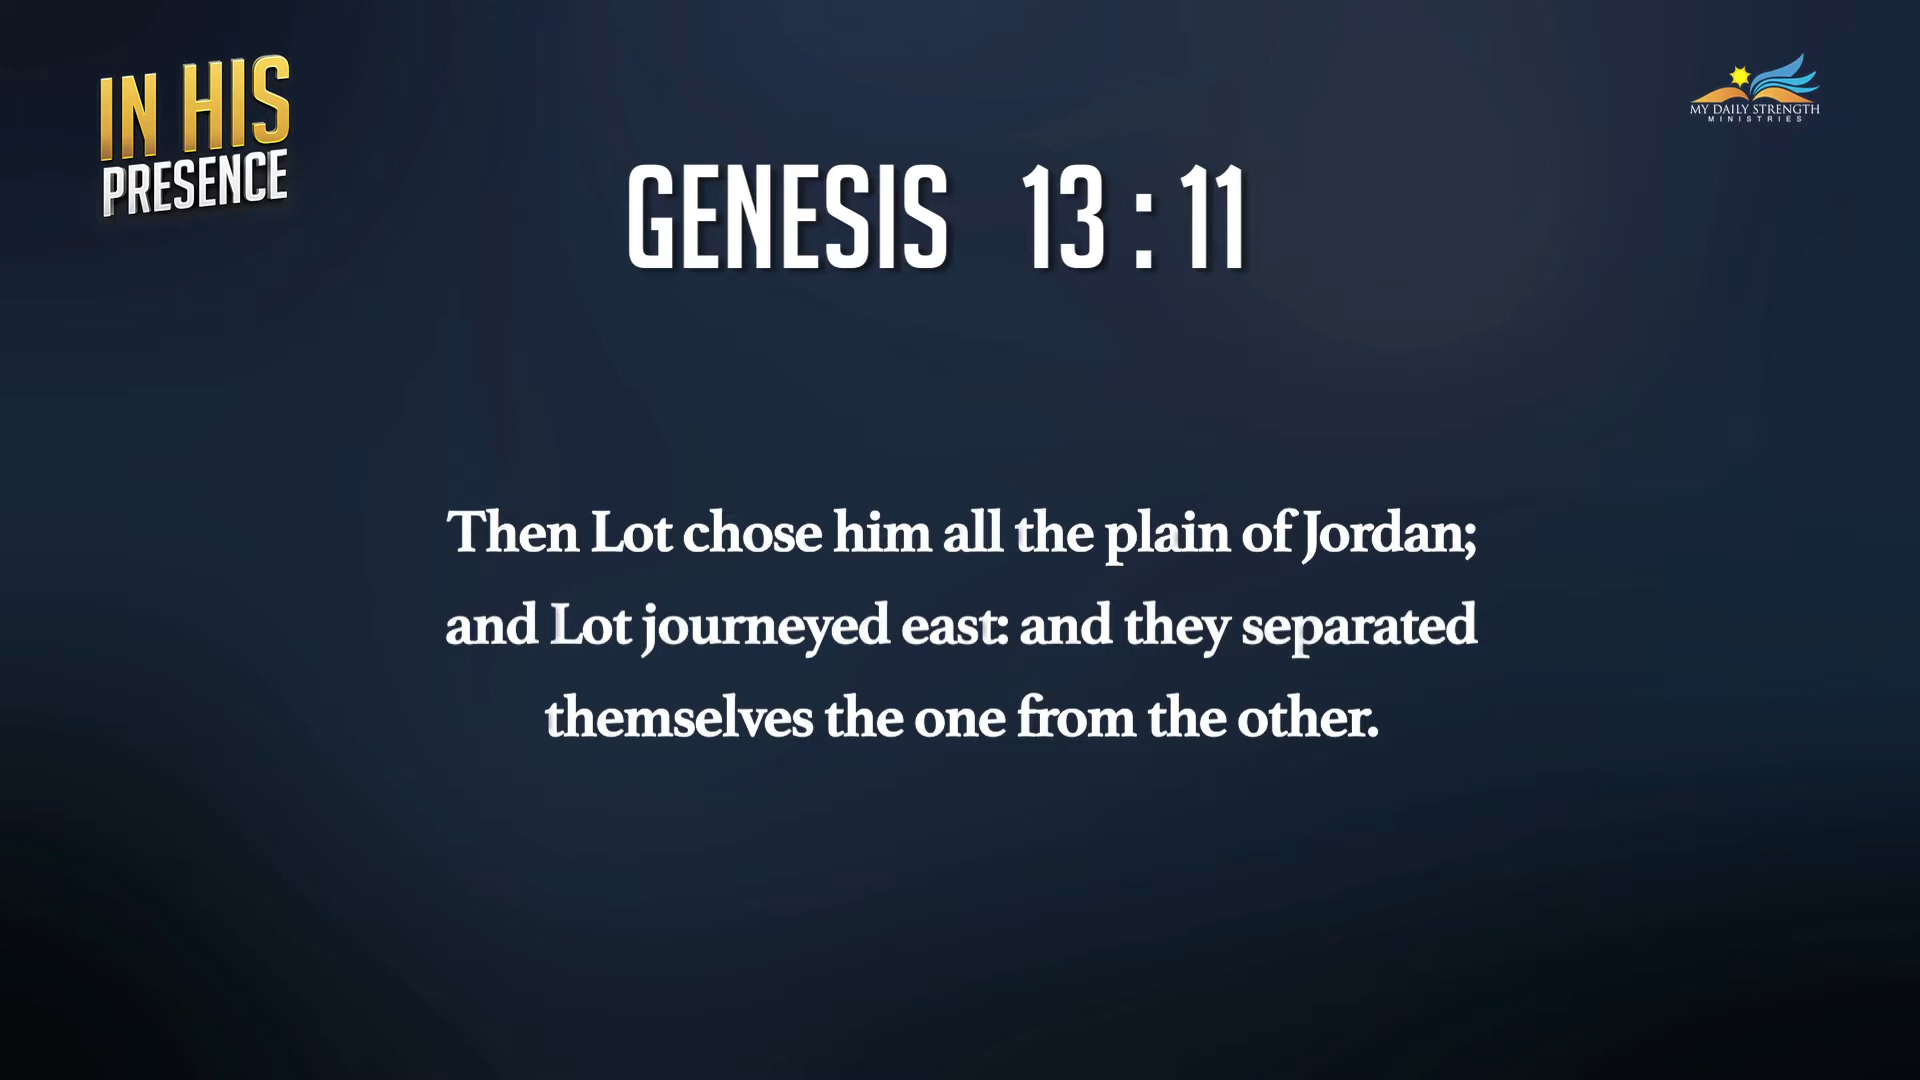 IN HIS
PRESENCE
MY DAILY STRENGTH
MINISTRIES
GENESIS 13 : 11
Then Lot chose him all the plain of Jordan;
and Lot journeyed east: and they separated
themselves the one from the other.